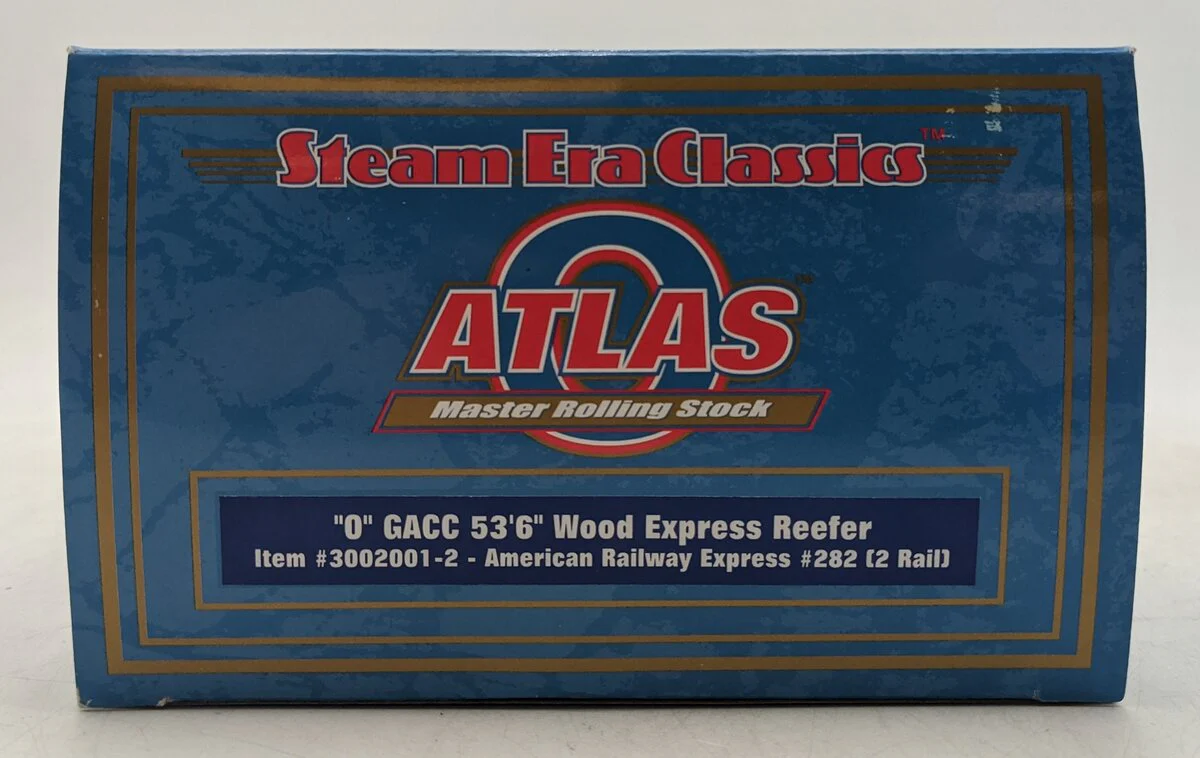 Steam Era Classics™
ATLAS™
O
Master Rolling Stock
"O" GACC 53'6" Wood Express Reefer
Item #3002001-2 - American Railway Express #282 (2 Rail)